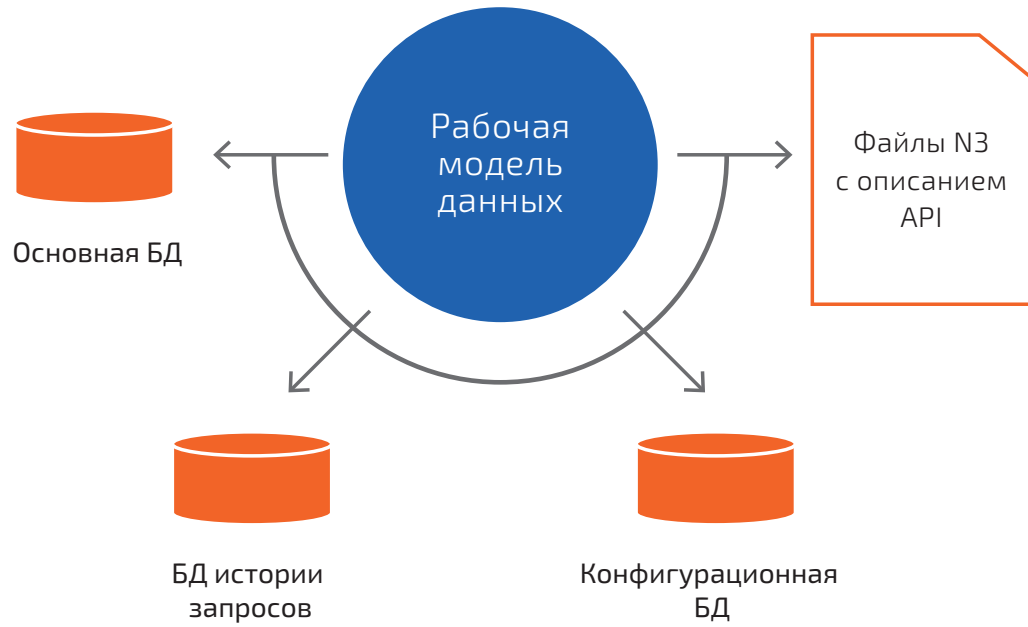 Рабочая
модель
данных
Файлы N3
с описанием
API
Основная БД
БД истории
запросов
Конфигурационная
БД